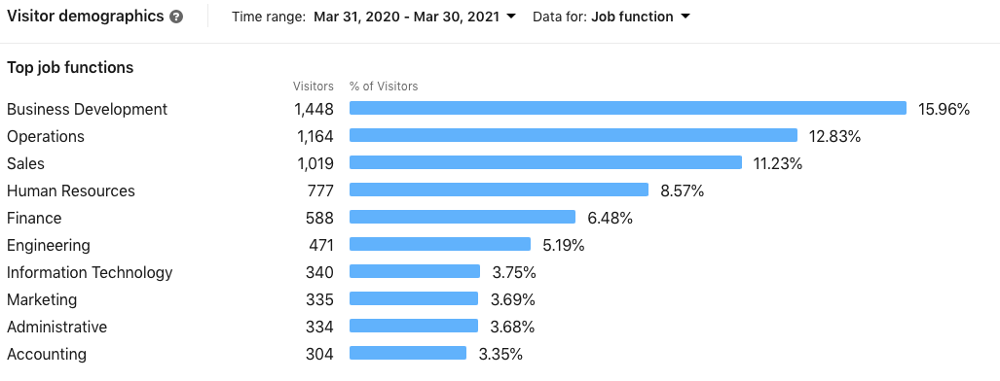 Visitor demographics ? Time range: Mar 31, 2020 - Mar 30, 2021 Data for: Job function
Top job functions
Visitors % of Visitors
Business Development 1,448 15.96%
Operations 1,164 12.83%
Sales 1,019 11.23%
Human Resources 777 8.57%
Finance 588 6.48%
Engineering 471 5.19%
Information Technology 340 3.75%
Marketing 335 3.69%
Administrative 334 3.68%
Accounting 304 3.35%